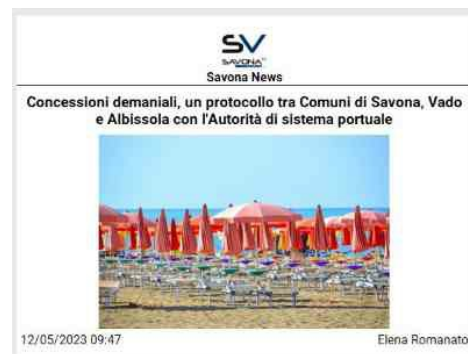 SV
SAVONA
Savona News
Concessioni demaniali, un protocollo tra Comuni di Savona, Vado
e Albissola con l'Autorità di sistema portuale
12/05/2023 09:47
Elena Romanato